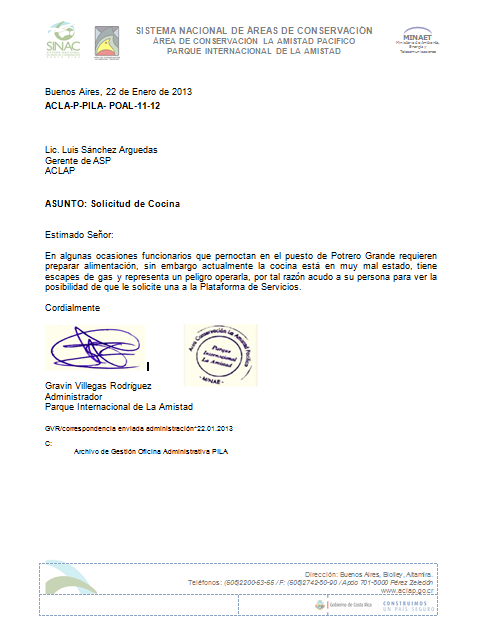 SISTEMA NACIONAL DE ÁREAS DE CONSERVACIÓN
ÁREA DE CONSERVACIÓN LA AMISTAD PACIFICO
PARQUE INTERNACIONAL DE LA AMISTAD
SINAC
MINAET
Ministerio de Ambiente,
Energía y
Telecomunicaciones
Buenos Aires, 22 de Enero de 2013
ACLA-P-PILA- POAL-11-12
Lic. Luis Sánchez Arguedas
Gerente de ASP
ACLAP
ASUNTO: Solicitud de Cocina
Estimado Señor:
En algunas ocasiones funcionarios que pernoctan en el puesto de Potrero Grande requieren
preparar alimentación, sin embargo actualmente la cocina está en muy mal estado, tiene
escapes de gas y representa un peligro operarla, por tal razón acudo a su persona para ver la
posibilidad de que le solicite una a la Plataforma de Servicios.
Cordialmente
Area Conservación La Amistad Pacífico
Parque
Internacional
La Amistad
- MINAE -
Gravin Villegas Rodríguez
Administrador
Parque Internacional de La Amistad
GVR/correspondencia enviada administración*22.01.2013
C:
Archivo de Gestión Oficina Administrativa PILA
Dirección: Buenos Aires, Biolley, Altamira.
Teléfonos: (506)2200-53-55 / F: (506)2742-50-90 / Apdo 701-8000 Pérez Zeledón
www.aclap.go.cr
Gobierno de Costa Rica
CONSTRUIMOS
UN PAÍS SEGURO